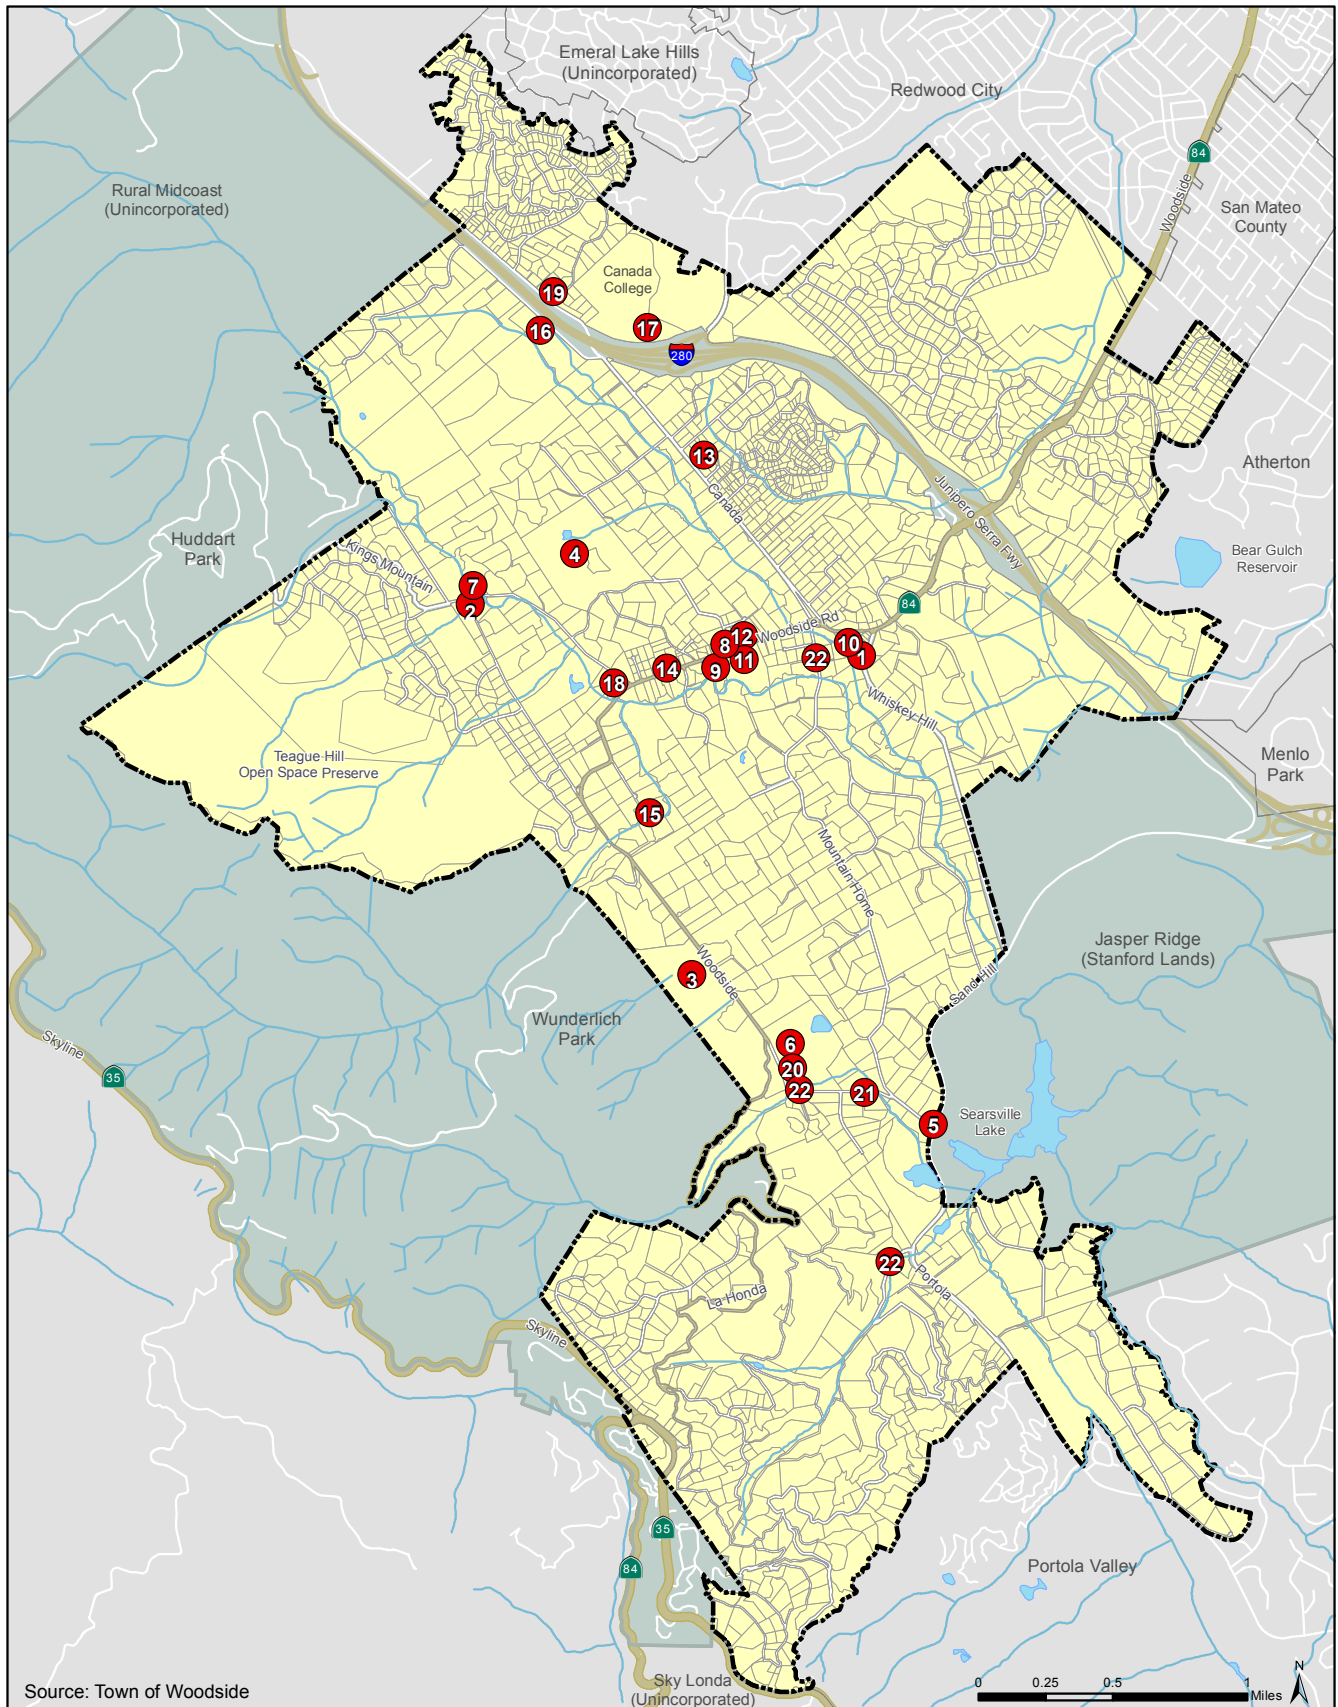 Emeral Lake Hills
(Unincorporated)
Redwood City
84
Woodside
San Mateo
County
Rural Midcoast
(Unincorporated)
Canada
College
19
17
16
280
13
Canada
Atherton
Junipero Serra Fwy
Huddart
Park
Bear Gulch
Reservoir
Kings Mountain
4
7
2
84
12
Woodside Rd
8
10
11
22
1
9
14
18
Whiskey Hill
Teague Hill
Open Space Preserve
Menlo
Park
15
Mountain Home
Jasper Ridge
(Stanford Lands)
Woodside
3
Sand Hill
Wunderlich
Park
6
Skyline
35
20
22
21
5
Searsville
Lake
22
Portola
La Honda
Skyline
35
84
Portola Valley
Sky Londa
(Unincorporated)
Source: Town of Woodside
0
0.25
0.5
1
Miles
N